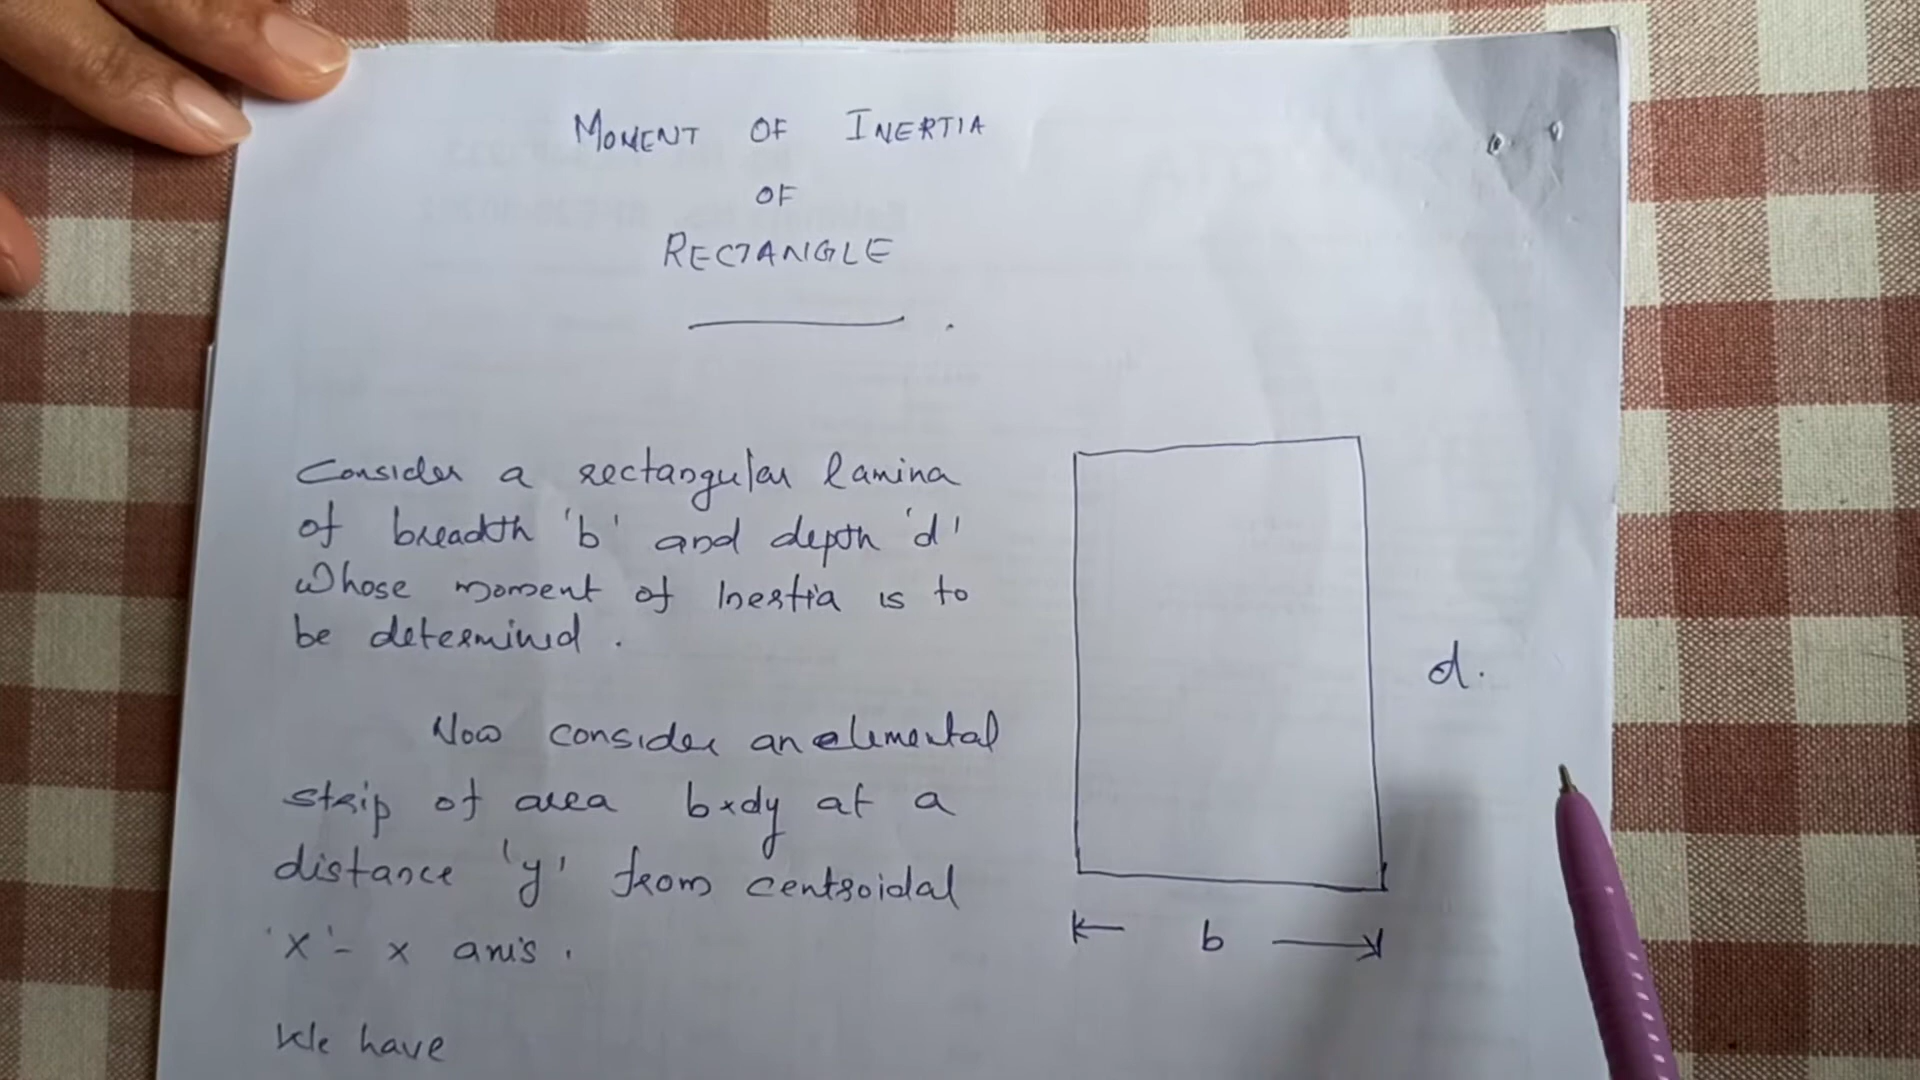 MOMENT OF INERTIA
OF
RECTANGLE
Consider a rectangular lamina
of breadth 'b' and depth 'd'
whose moment of Inertia is to
be determined.
Now consider an elemental
strip of area b×dy at a
distance 'y' from centroidal
'x'-x axis.
We have
d.
b